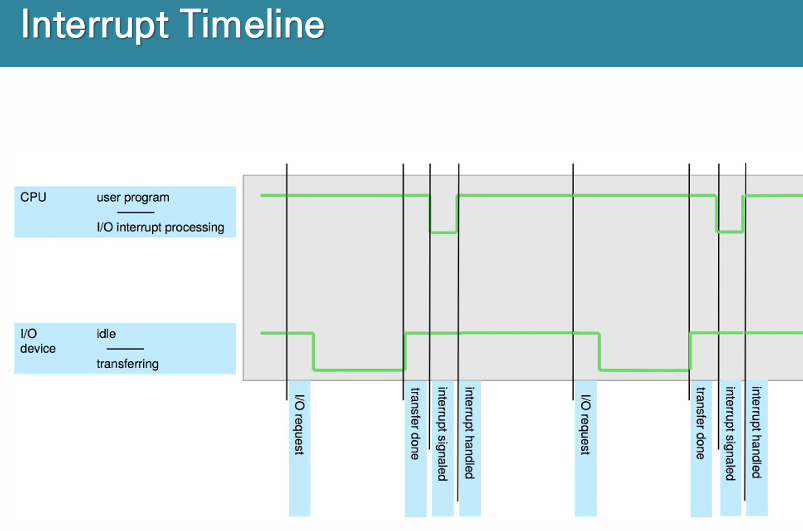 Interrupt Timeline
CPU
user program
I/O interrupt processing
I/O
device
idle
transferring
I/O request
transfer done
interrupt signaled
interrupt handled
I/O request
transfer done
interrupt signaled
interrupt handled